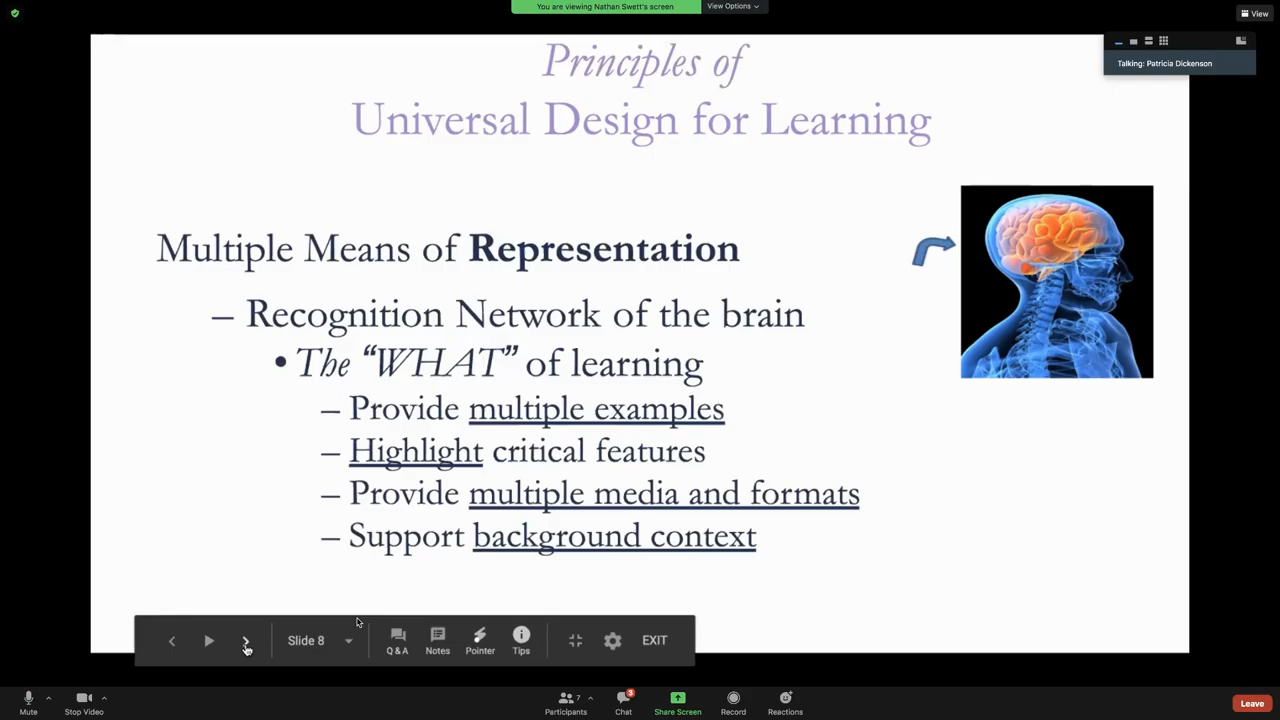 You are viewing Nathan Swett's screen
View Options
View
Talking: Patricia Dickenson
Principles of
Universal Design for Learning
Multiple Means of Representation
– Recognition Network of the brain
• The “WHAT” of learning
– Provide multiple examples
– Highlight critical features
– Provide multiple media and formats
– Support background context
Slide 8
Q & A
Notes
Pointer
Tips
EXIT
Mute
Stop Video
Participants
7
Chat
3
Share Screen
Record
Reactions
Leave